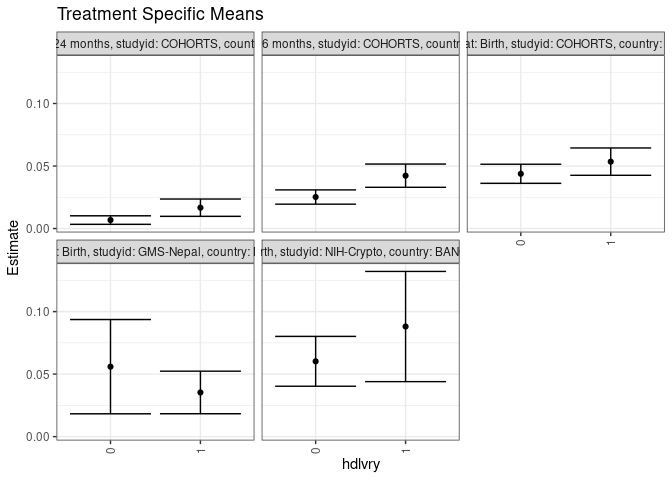 Treatment Specific Means
24 months, studyid: COHORTS, count
6 months, studyid: COHORTS, countr
at: Birth, studyid: COHORTS, country:
0.10
0.05
0.00
0
1
: Birth, studyid: GMS-Nepal, country:
rth, studyid: NIH-Crypto, country: BAN
0.10
0.05
0.00
0
1
0
1
Estimate
hdlvry